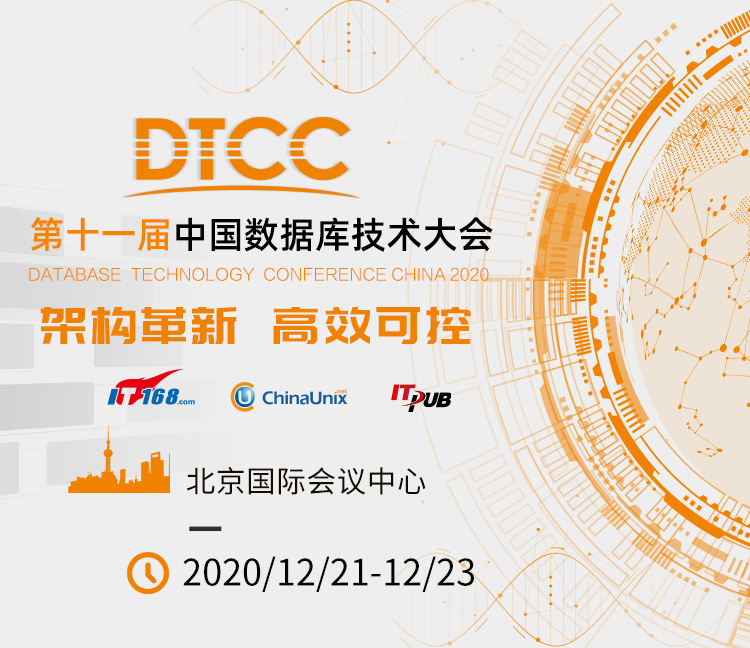 DTCC
第十一届中国数据库技术大会
DATABASE TECHNOLOGY CONFERENCE CHINA 2020
架构革新 高效可控
IT168.com ChinaUnix.net ITPUB
北京国际会议中心
2020/12/21-12/23